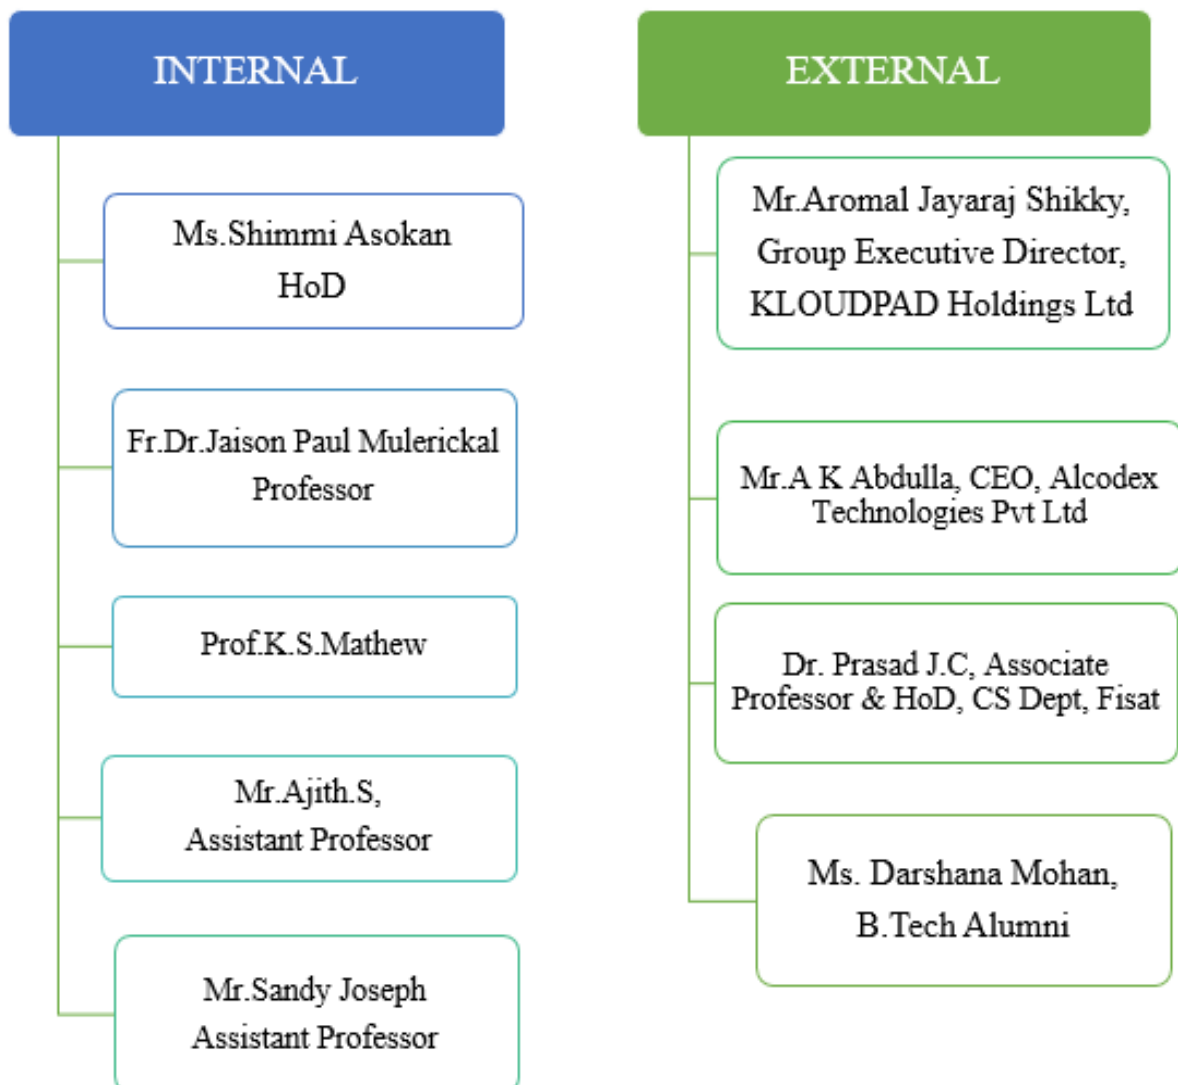 INTERNAL
Ms.Shimmi Asokan
HoD
Fr.Dr.Jaison Paul Mulerickal
Professor
Prof.K.S.Mathew
Mr.Ajith.S,
Assistant Professor
Mr.Sandy Joseph
Assistant Professor
EXTERNAL
Mr.Aromal Jayaraj Shikky,
Group Executive Director,
KLOUDPAD Holdings Ltd
Mr.A K Abdulla, CEO, Alcodex
Technologies Pvt Ltd
Dr. Prasad J.C, Associate
Professor & HoD, CS Dept, Fisat
Ms. Darshana Mohan,
B.Tech Alumni